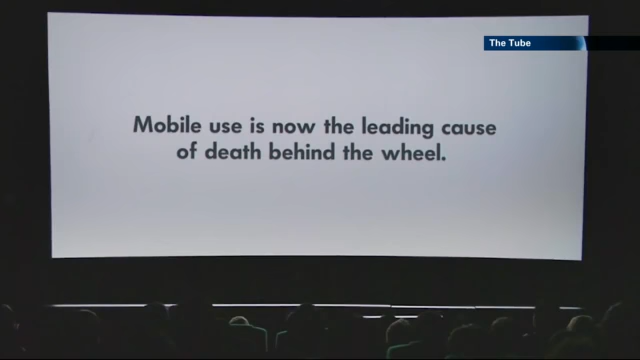 The Tube
Mobile use is now the leading cause
of death behind the wheel.